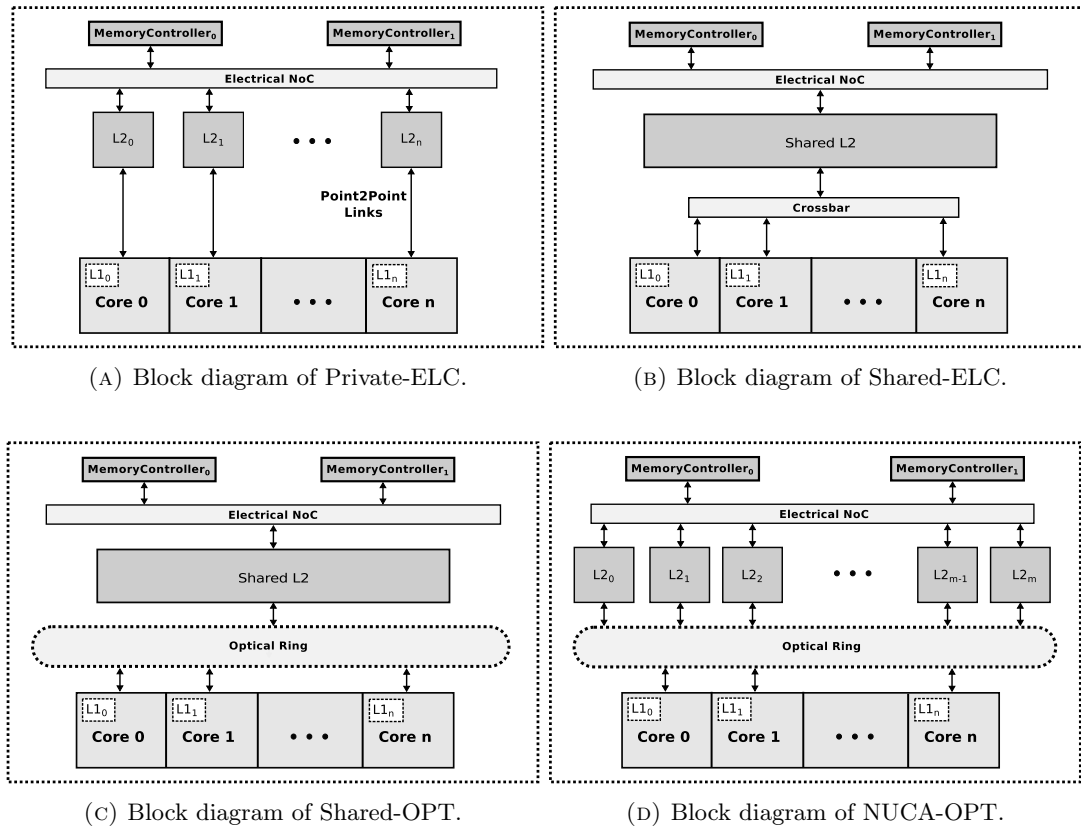 MemoryController₀ MemoryController₁
Electrical NoC
L2₀ L2₁ • • • L2ₙ
Point2Point
Links
L1₀ L1₁ L1ₙ
Core 0 Core 1 • • • Core n
(A) Block diagram of Private-ELC.
MemoryController₀ MemoryController₁
Electrical NoC
Shared L2
Crossbar
L1₀ L1₁ L1ₙ
Core 0 Core 1 • • • Core n
(B) Block diagram of Shared-ELC.
MemoryController₀ MemoryController₁
Electrical NoC
Shared L2
Optical Ring
L1₀ L1₁ L1ₙ
Core 0 Core 1 • • • Core n
(C) Block diagram of Shared-OPT.
MemoryController₀ MemoryController₁
Electrical NoC
L2₀ L2₁ L2₂ • • • L2ₘ₋₁ L2ₘ
Optical Ring
L1₀ L1₁ L1ₙ
Core 0 Core 1 • • • Core n
(D) Block diagram of NUCA-OPT.